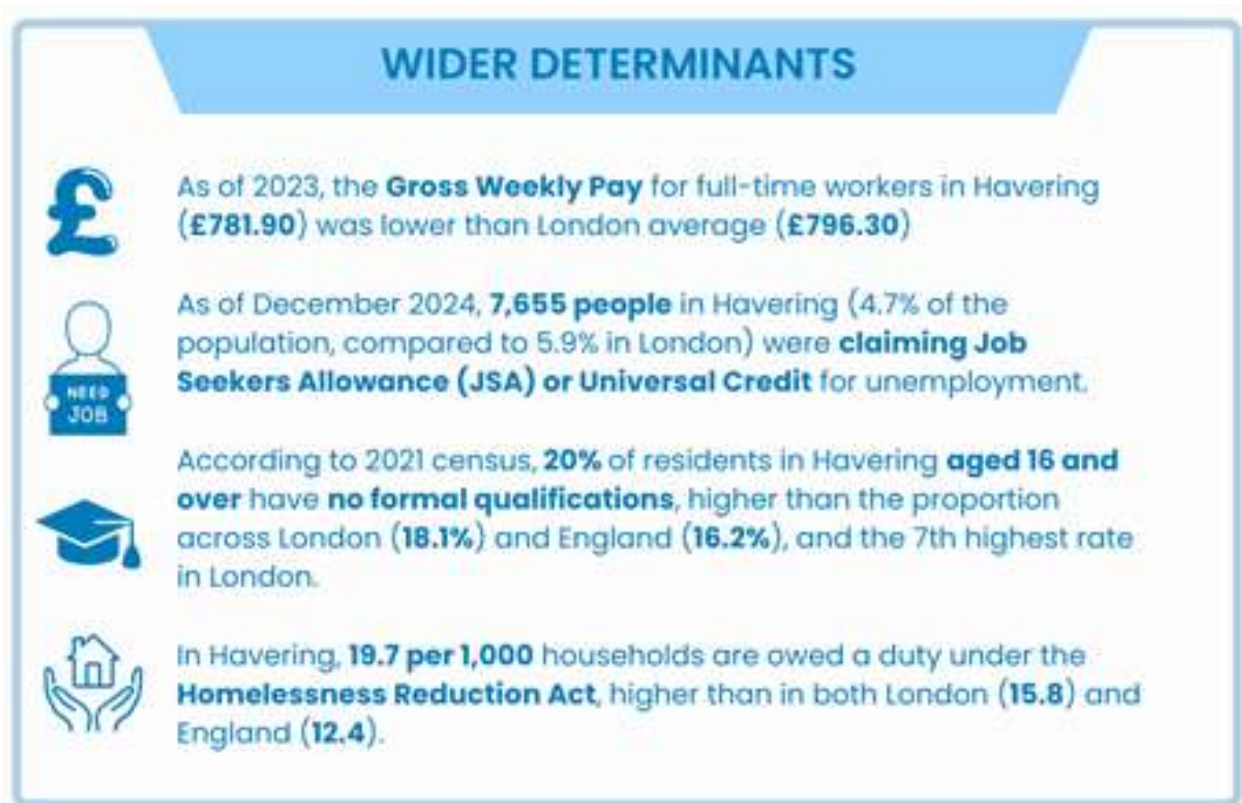 WIDER DETERMINANTS
As of 2023, the Gross Weekly Pay for full-time workers in Havering
(£781.90) was lower than London average (£796.30)
As of December 2024, 7,655 people in Havering (4.7% of the
population, compared to 5.9% in London) were claiming Job
Seekers Allowance (JSA) or Universal Credit for unemployment.
NEED
JOB
According to 2021 census, 20% of residents in Havering aged 16 and
over have no formal qualifications, higher than the proportion
across London (18.1%) and England (16.2%), and the 7th highest rate
in London.
In Havering, 19.7 per 1,000 households are owed a duty under the
Homelessness Reduction Act, higher than in both London (15.8) and
England (12.4).